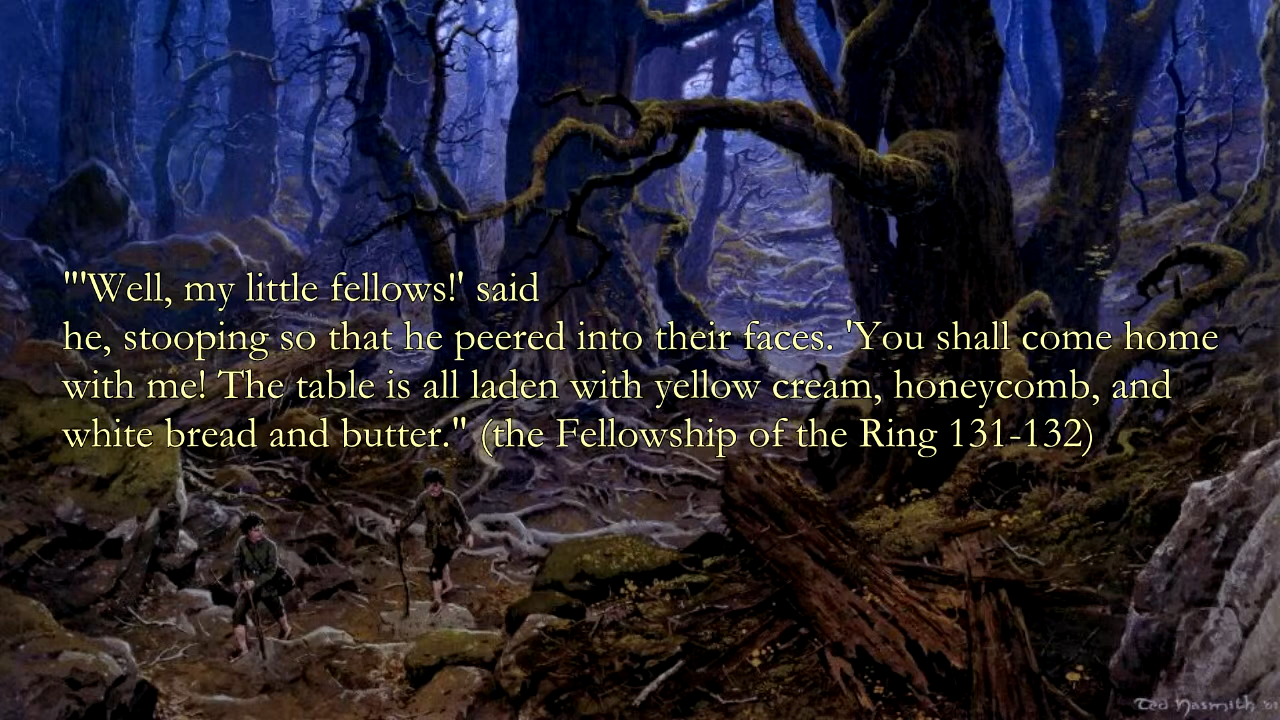 "'Well, my little fellows!' said
he, stooping so that he peered into their faces. 'You shall come home
with me! The table is all laden with yellow cream, honeycomb, and
white bread and butter." (the Fellowship of the Ring 131-132)
Ted Nasmith '01